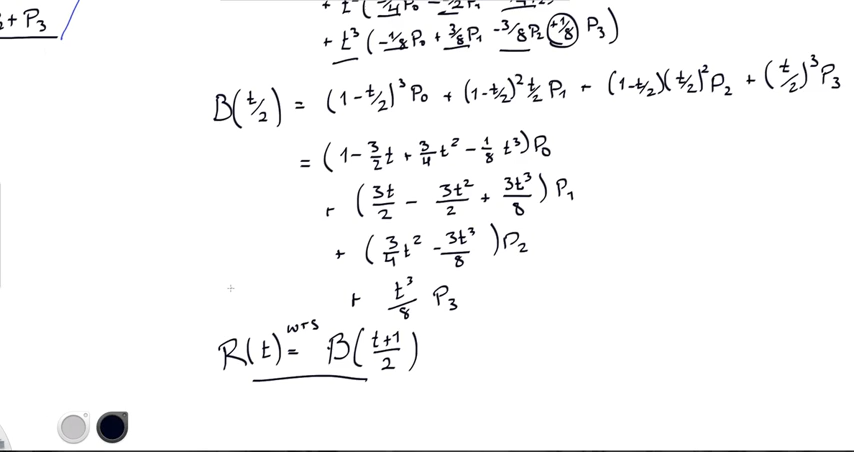 + P₃
+ t³ (-1/8 P₀ + 3/8 P₁ -3/8 P₂ +1/8 P₃)
B(t/2) = (1-t/2)³ P₀ + (1-t/2)² t/2 P₁ + (1-t/2)(t/2)² P₂ + (t/2)³ P₃
= (1 - 3/2 t + 3/4 t² - 1/8 t³) P₀
+ (3t/2 - 3t²/2 + 3t³/8) P₁
+ (3/4 t² - 3t³/8) P₂
+ t³/8 P₃
wts
R(t) = B(t+1/2)